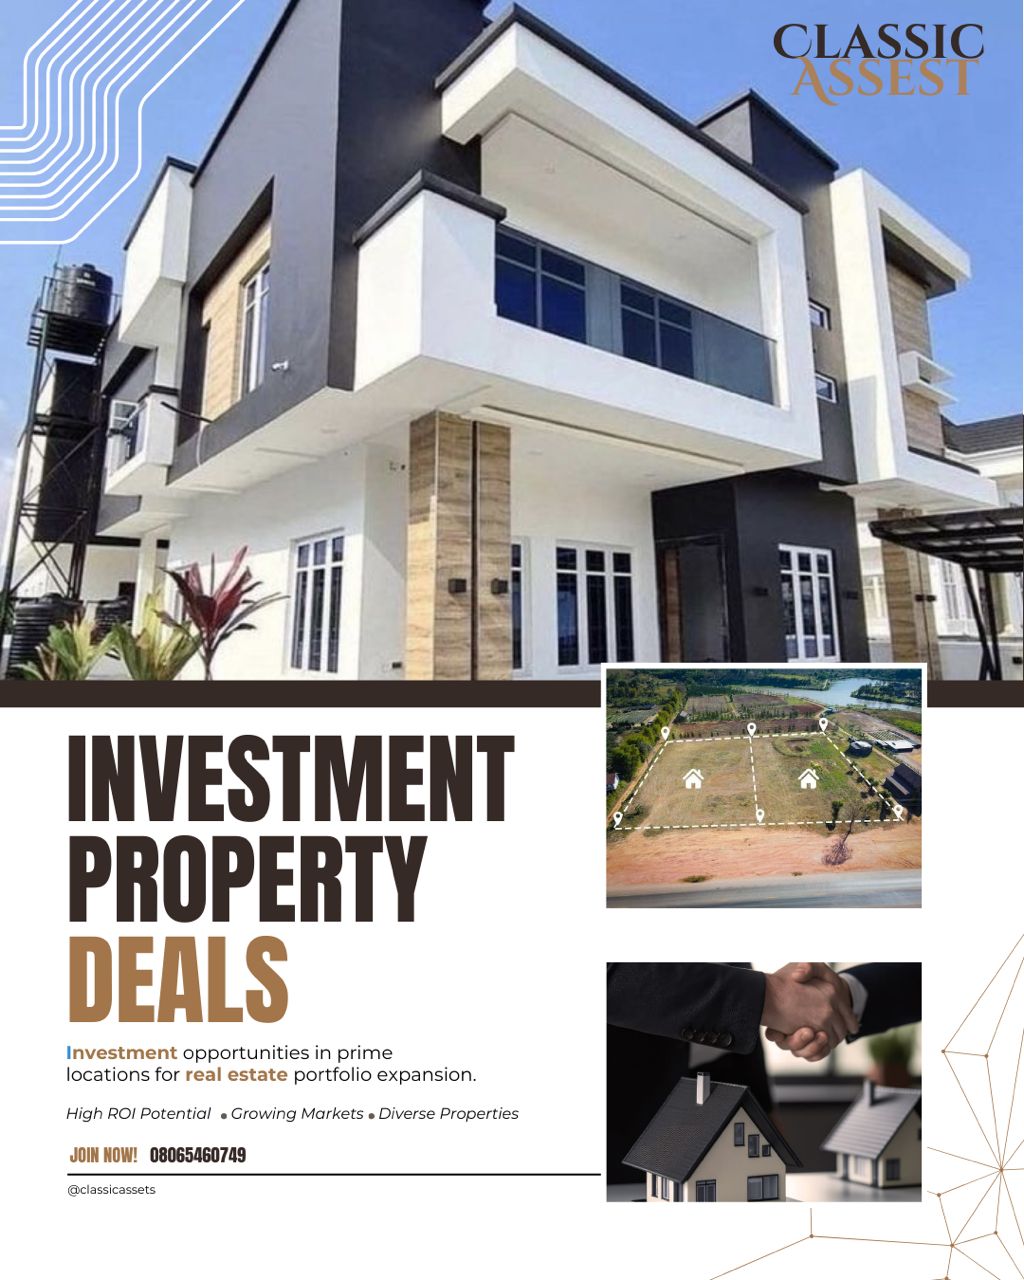 CLASSIC
ASSEST
INVESTMENT
PROPERTY
DEALS
Investment opportunities in prime
locations for real estate portfolio expansion.
High ROI Potential • Growing Markets • Diverse Properties
JOIN NOW! 08065460749
@classicassets